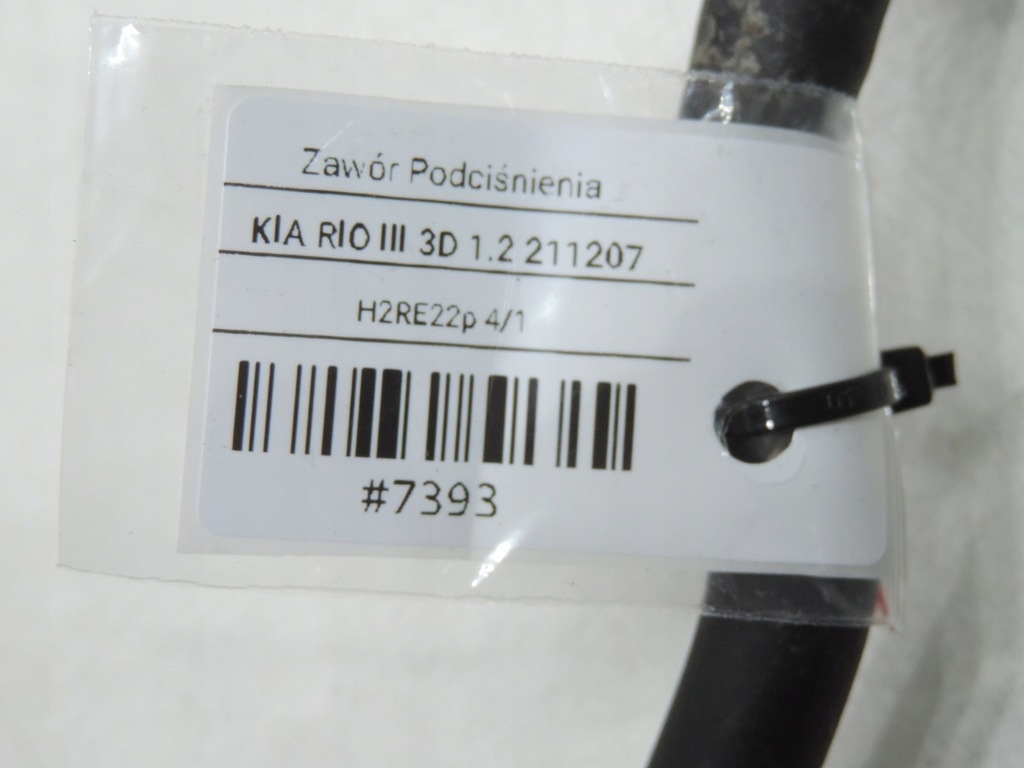 Zawór Podciśnienia
KIA RIO III 3D 1.2 211207
H2RE22p 4/1
#7393